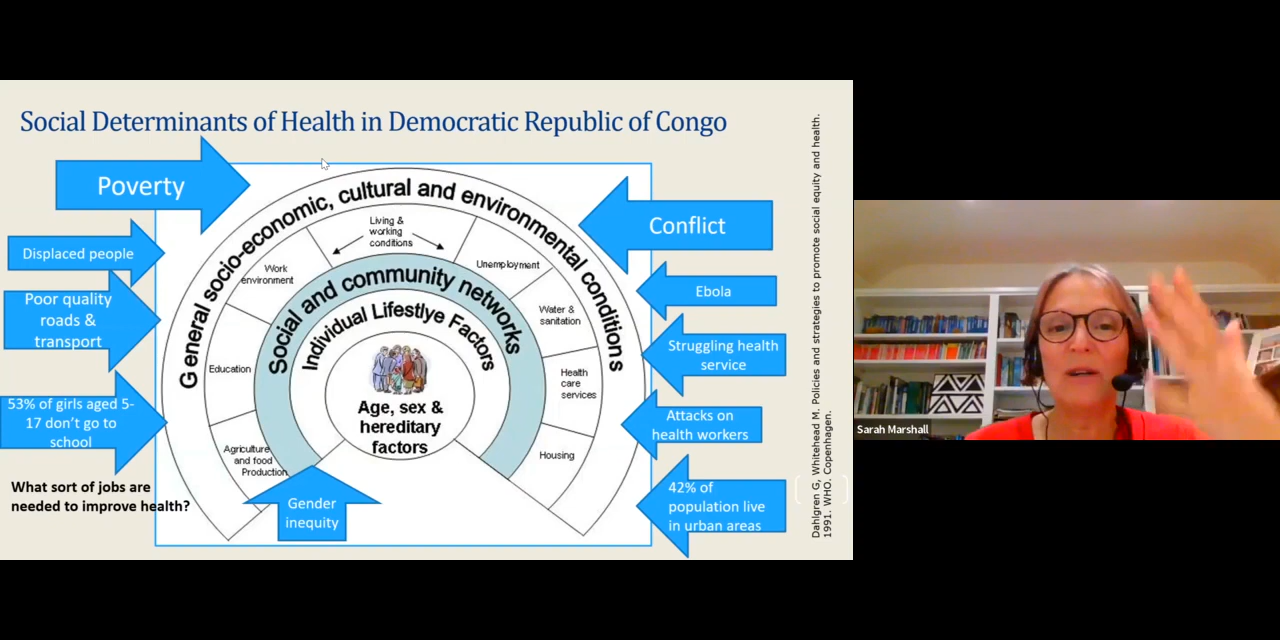 Social Determinants of Health in Democratic Republic of Congo
Poverty
Displaced people
Poor quality
roads &
transport
53% of girls aged 5-
17 don’t go to
school
What sort of jobs are
needed to improve health?
General socio-economic, cultural and environmental conditions
Living &
working
conditions
Work
environment
Unemployment
Water &
sanitation
Education
Health
care
services
Agriculture
and food
Production
Housing
Social and community networks
Individual Lifestlye Factors
Age, sex &
hereditary
factors
Gender
inequity
Conflict
Ebola
Struggling health
service
Attacks on
health workers
42% of
population live
in urban areas
Dahlgren G, Whitehead M. Policies and strategies to promote social equity and health.
1991. WHO. Copenhagen.
Sarah Marshall